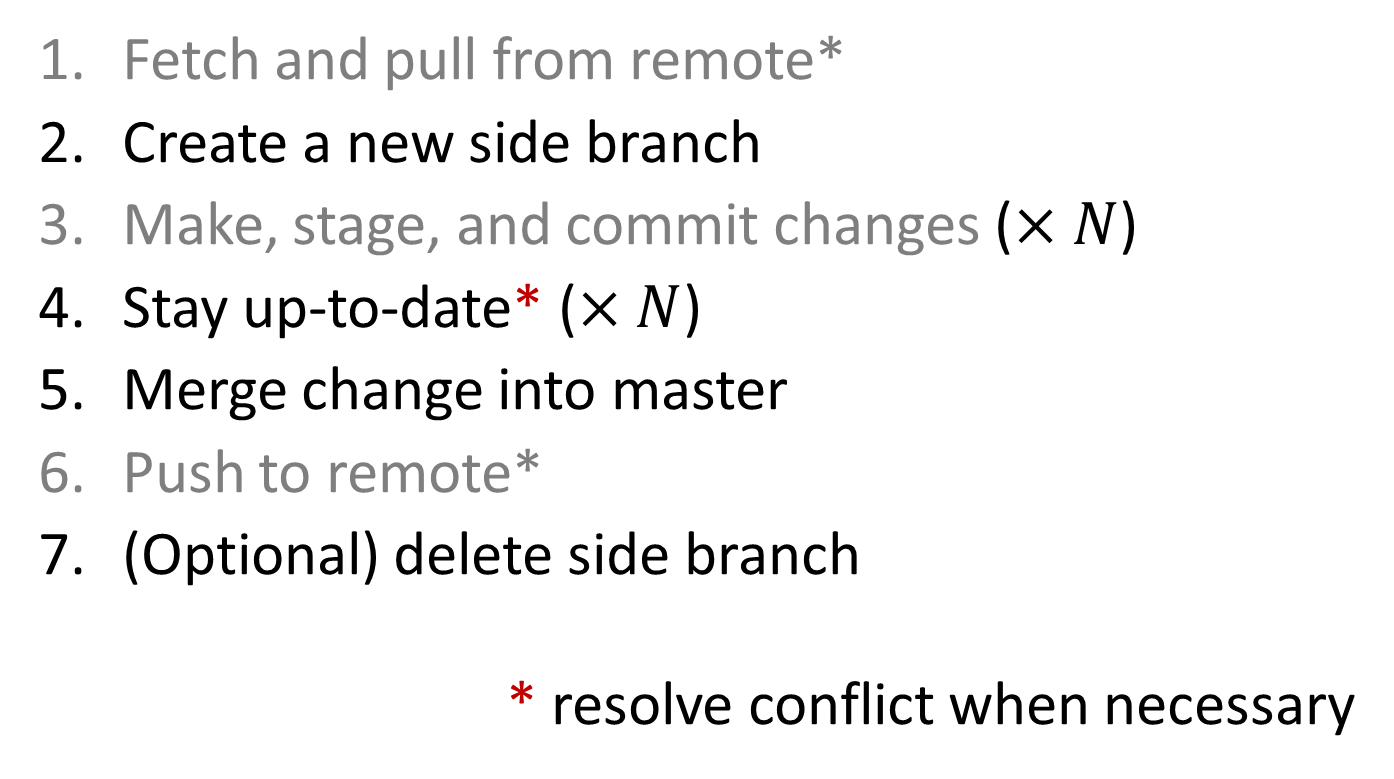 1. Fetch and pull from remote*
2. Create a new side branch
3. Make, stage, and commit changes (× N)
4. Stay up-to-date* (× N)
5. Merge change into master
6. Push to remote*
7. (Optional) delete side branch
* resolve conflict when necessary